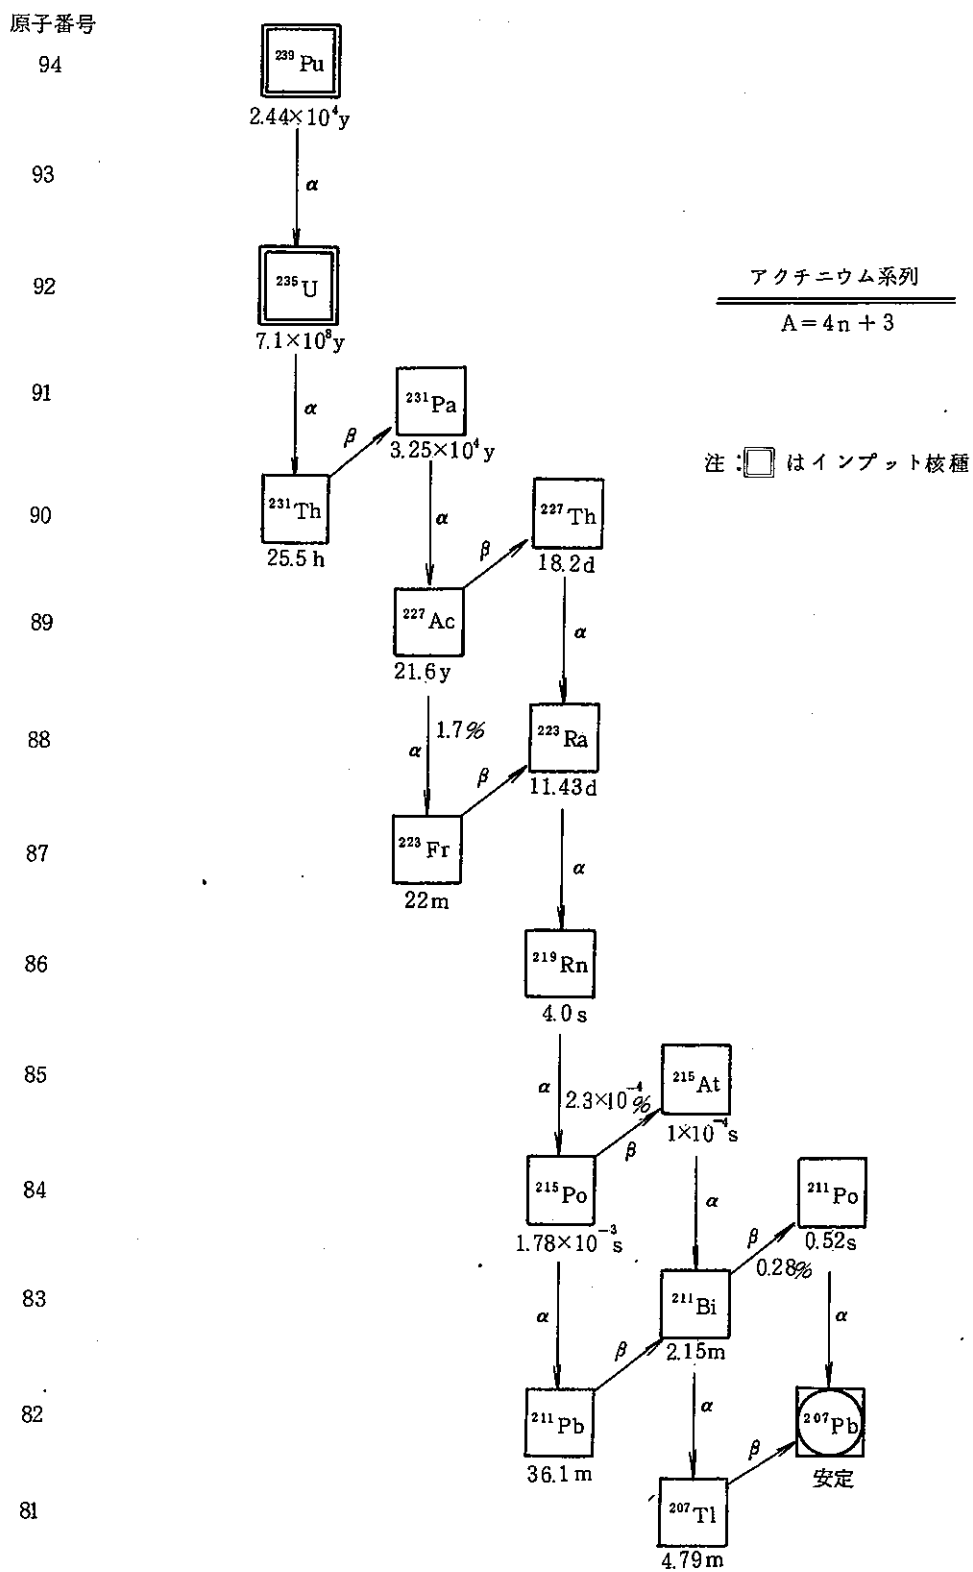 原子番号
94
²³⁹Pu
2.44×10⁴y
93
α
92
²³⁵U
7.1×10⁸y
アクチニウム系列
A=4n+3
91
α
β
²³¹Pa
3.25×10⁴y
注：□はインプット核種
90
²³¹Th
25.5h
α
β
²²⁷Th
18.2d
89
²²⁷Ac
21.6y
α
88
α
1.7%
β
²²³Ra
11.43d
87
²²³Fr
22m
α
86
²¹⁹Rn
4.0s
85
α
2.3×10⁻⁴%
β
²¹⁵At
1×10⁻⁴s
84
²¹⁵Po
1.78×10⁻³s
α
β
0.28%
²¹¹Po
0.52s
83
α
β
²¹¹Bi
2.15m
α
82
²¹¹Pb
36.1m
α
β
²⁰⁷Pb
安定
81
²⁰⁷Tl
4.79m